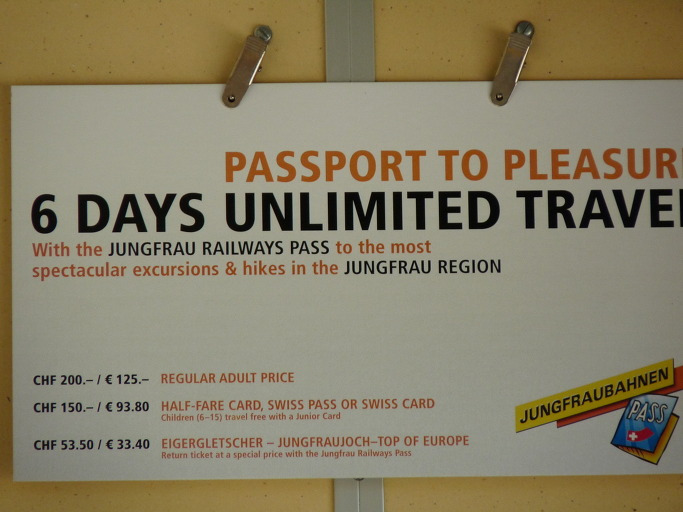 PASSPORT TO PLEASUR
6 DAYS UNLIMITED TRAVE
With the JUNGFRAU RAILWAYS PASS to the most
spectacular excursions & hikes in the JUNGFRAU REGION
CHF 200.– / € 125.– REGULAR ADULT PRICE
CHF 150.– / € 93.80 HALF-FARE CARD, SWISS PASS OR SWISS CARD
Children (6–15) travel free with a Junior Card
CHF 53.50 / € 33.40 EIGERGLETSCHER – JUNGFRAUJOCH–TOP OF EUROPE
Return ticket at a special price with the Jungfrau Railways Pass
JUNGFRAUBAHNEN
PASS